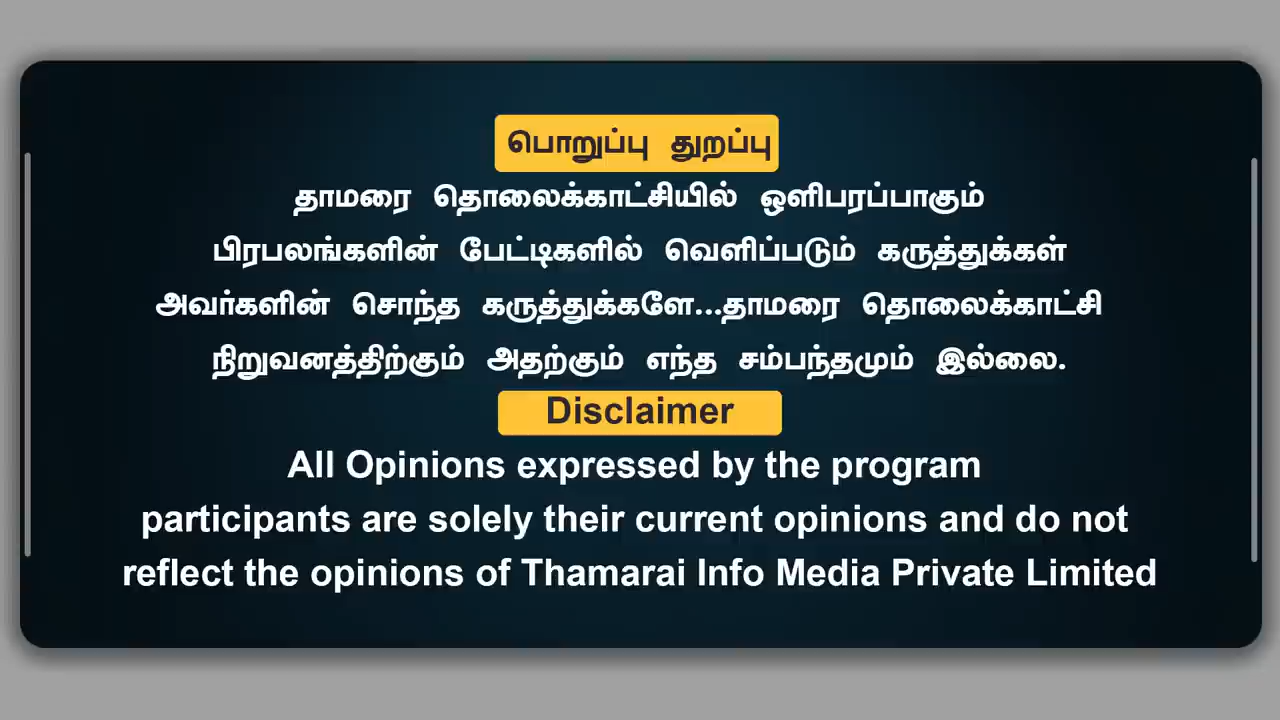 பொறுப்பு துறப்பு
தாமரை தொலைக்காட்சியில் ஒளிபரப்பாகும்
பிரபலங்களின் பேட்டிகளில் வெளிப்படும் கருத்துக்கள்
அவர்களின் சொந்த கருத்துக்களே...தாமரை தொலைக்காட்சி
நிறுவனத்திற்கும் அதற்கும் எந்த சம்பந்தமும் இல்லை.
Disclaimer
All Opinions expressed by the program
participants are solely their current opinions and do not
reflect the opinions of Thamarai Info Media Private Limited